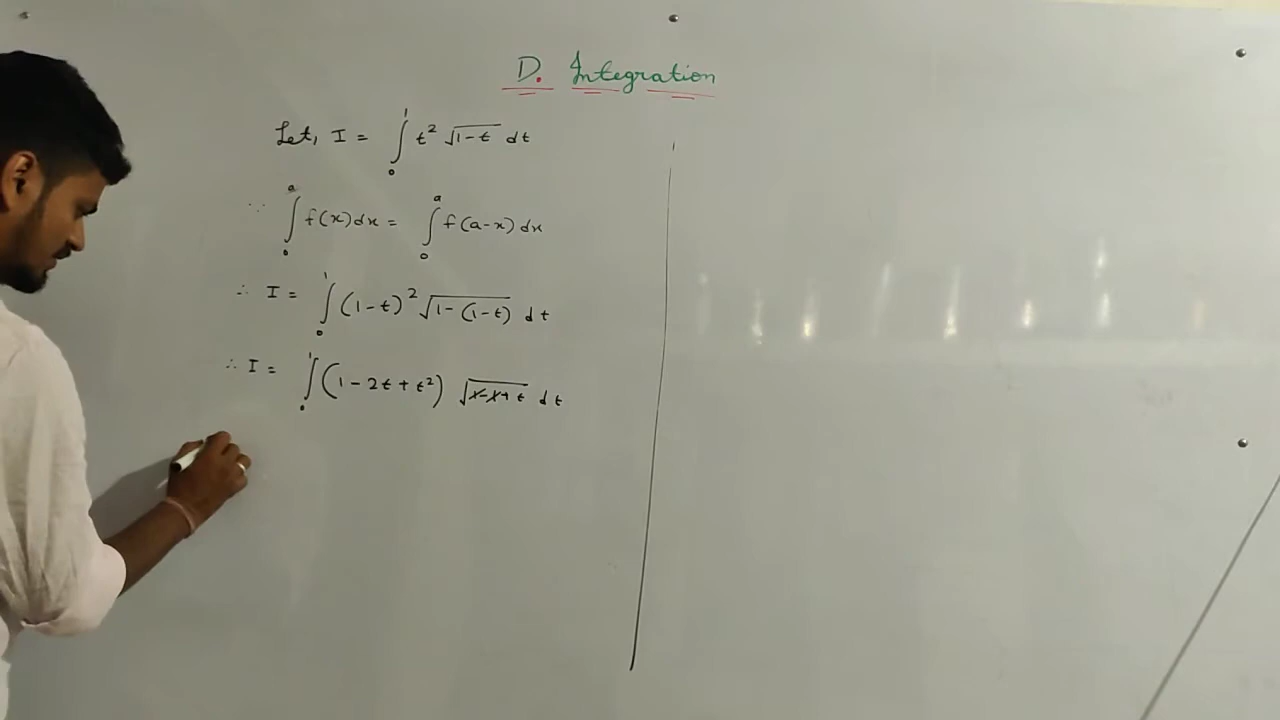 D. Integration
Let, I = ∫₀¹ t² √(1-t) dt
∵ ∫₀ᵃ f(x)dx = ∫₀ᵃ f(a-x) dx
∴ I = ∫₀¹ (1-t)² √(1-(1-t)) dt
∴ I = ∫₀¹ (1-2t+t²) √(1̸-1̸+t) dt